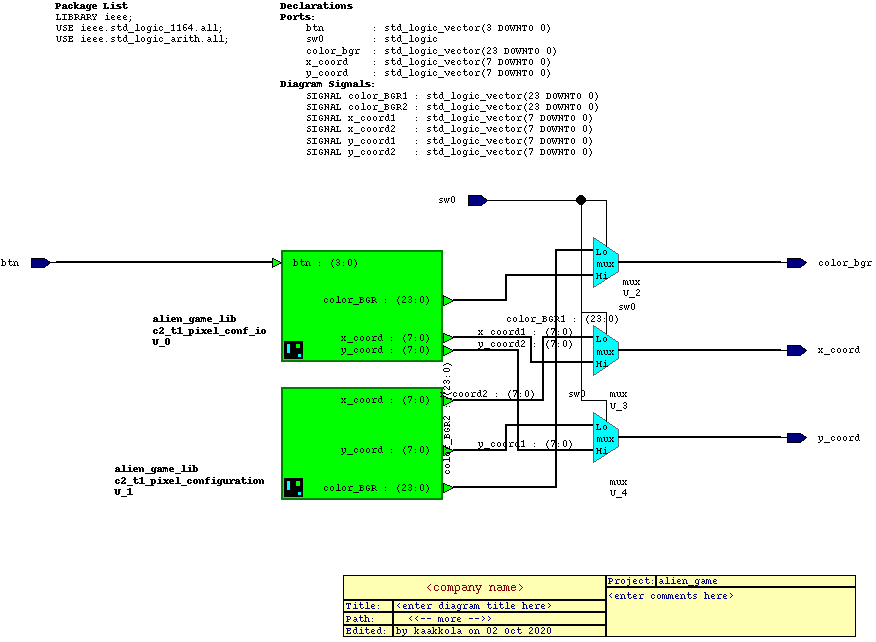 Package List
LIBRARY ieee;
USE ieee.std_logic_1164.all;
USE ieee.std_logic_arith.all;
Declarations
Ports:
btn : std_logic_vector(3 DOWNTO 0)
sw0 : std_logic
color_bgr : std_logic_vector(23 DOWNTO 0)
x_coord : std_logic_vector(7 DOWNTO 0)
y_coord : std_logic_vector(7 DOWNTO 0)
Diagram Signals:
SIGNAL color_BGR1 : std_logic_vector(23 DOWNTO 0)
SIGNAL color_BGR2 : std_logic_vector(23 DOWNTO 0)
SIGNAL x_coord1 : std_logic_vector(7 DOWNTO 0)
SIGNAL x_coord2 : std_logic_vector(7 DOWNTO 0)
SIGNAL y_coord1 : std_logic_vector(7 DOWNTO 0)
SIGNAL y_coord2 : std_logic_vector(7 DOWNTO 0)
sw0
btn
btn : (3:0)
color_BGR : (23:0)
x_coord : (7:0)
y_coord : (7:0)
alien_game_lib
c2_t1_pixel_conf_io
U_0
Lo
mux
Hi
mux
U_2
sw0
color_bgr
color_BGR1 : (23:0)
x_coord1 : (7:0)
y_coord2 : (7:0)
Lo
mux
Hi
x_coord
color_BGR2 : (23:0)
x_coord : (7:0)
y_coord : (7:0)
color_BGR : (23:0)
coord2 : (7:0)
sw0
mux
U_3
y_coord1 : (7:0)
Lo
mux
Hi
y_coord
alien_game_lib
c2_t1_pixel_configuration
U_1
mux
U_4
<company name>
Project: alien_game
<enter comments here>
Title: <enter diagram title here>
Path: <<-- more -->>
Edited: by kaakkola on 02 Oct 2020